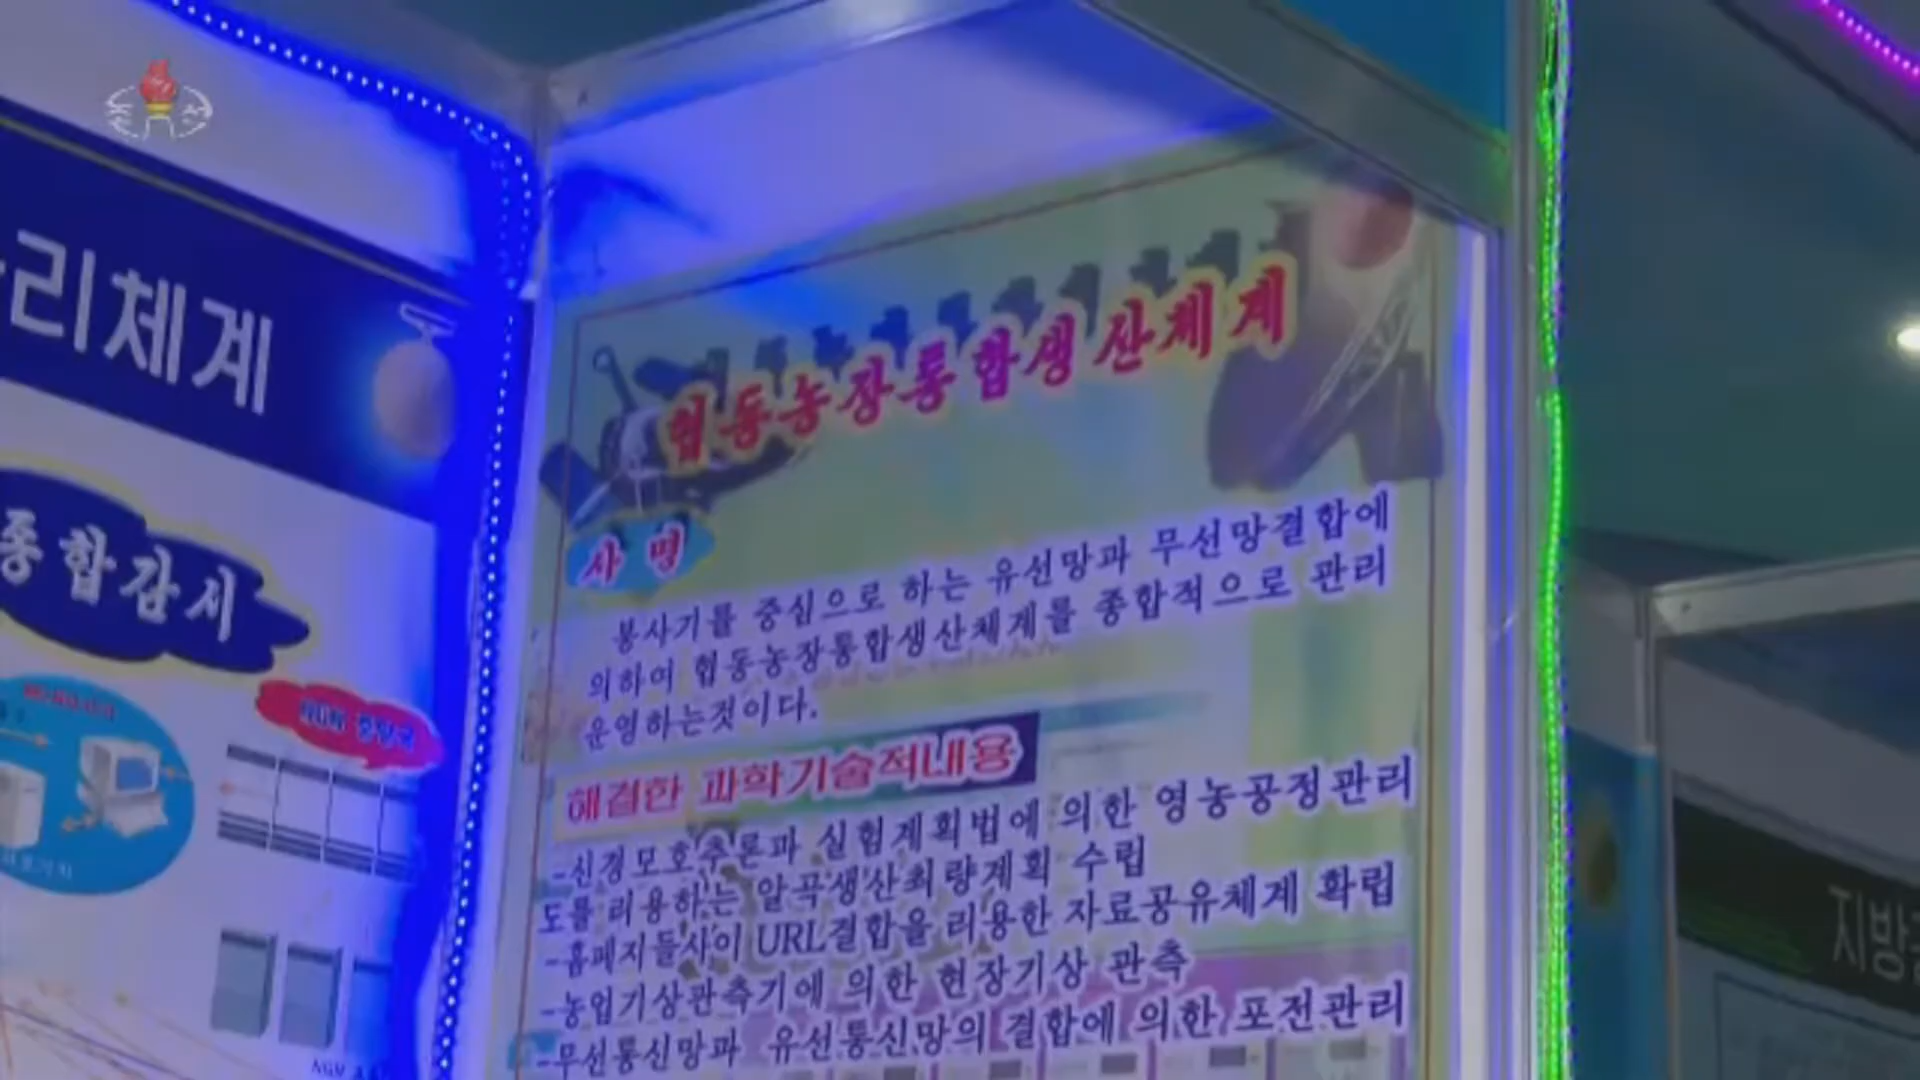 조선
리체계
종합감시
협동농장통합생산체계
사명
봉사기를 중심으로 하는 유선망과 무선망결합에
의하여 협동농장통합생산체계를 종합적으로 관리
운영하는것이다.
해결한 과학기술적내용
-신경모호추론과 실험계획법에 의한 영농공정관리
도를 리용하는 알곡생산최량계획 수립
-홈페지들사이 URL결합을 리용한 자료공유체계 확립
-농업기상관측기에 의한 현장기상 관측
-무선통신망과 유선통신망의 결합에 의한 포전관리
지방